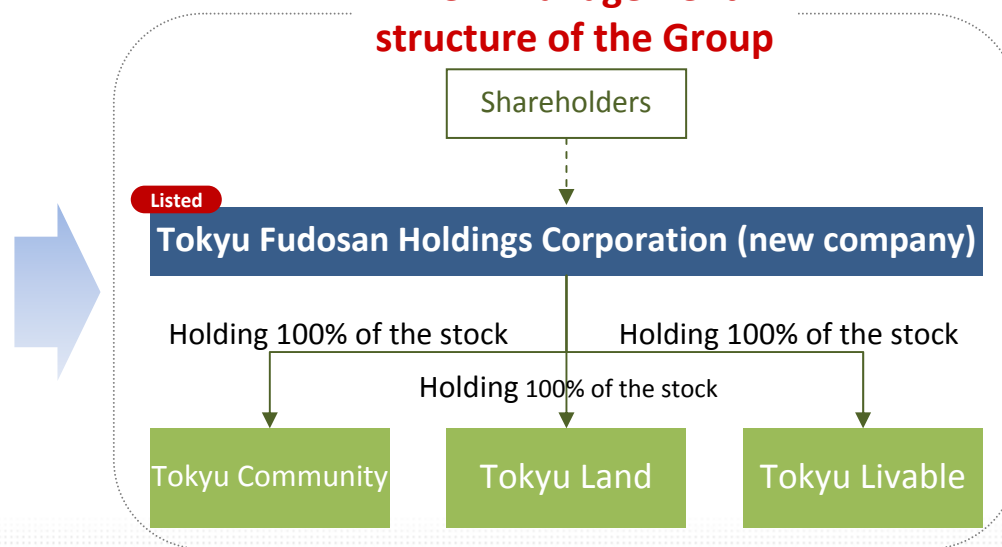 structure of the Group
Shareholders
Listed
Tokyu Fudosan Holdings Corporation (new company)
Holding 100% of the stock
Holding 100% of the stock
Holding 100% of the stock
Tokyu Community
Tokyu Land
Tokyu Livable